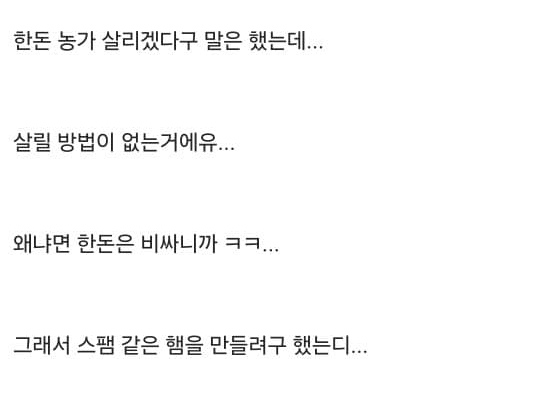 한돈 농가 살리겠다구 말은 했는데...
살릴 방법이 없는거에유...
왜냐면 한돈은 비싸니까 ㅋㅋ...
그래서 스팸 같은 햄을 만들려구 했는디...